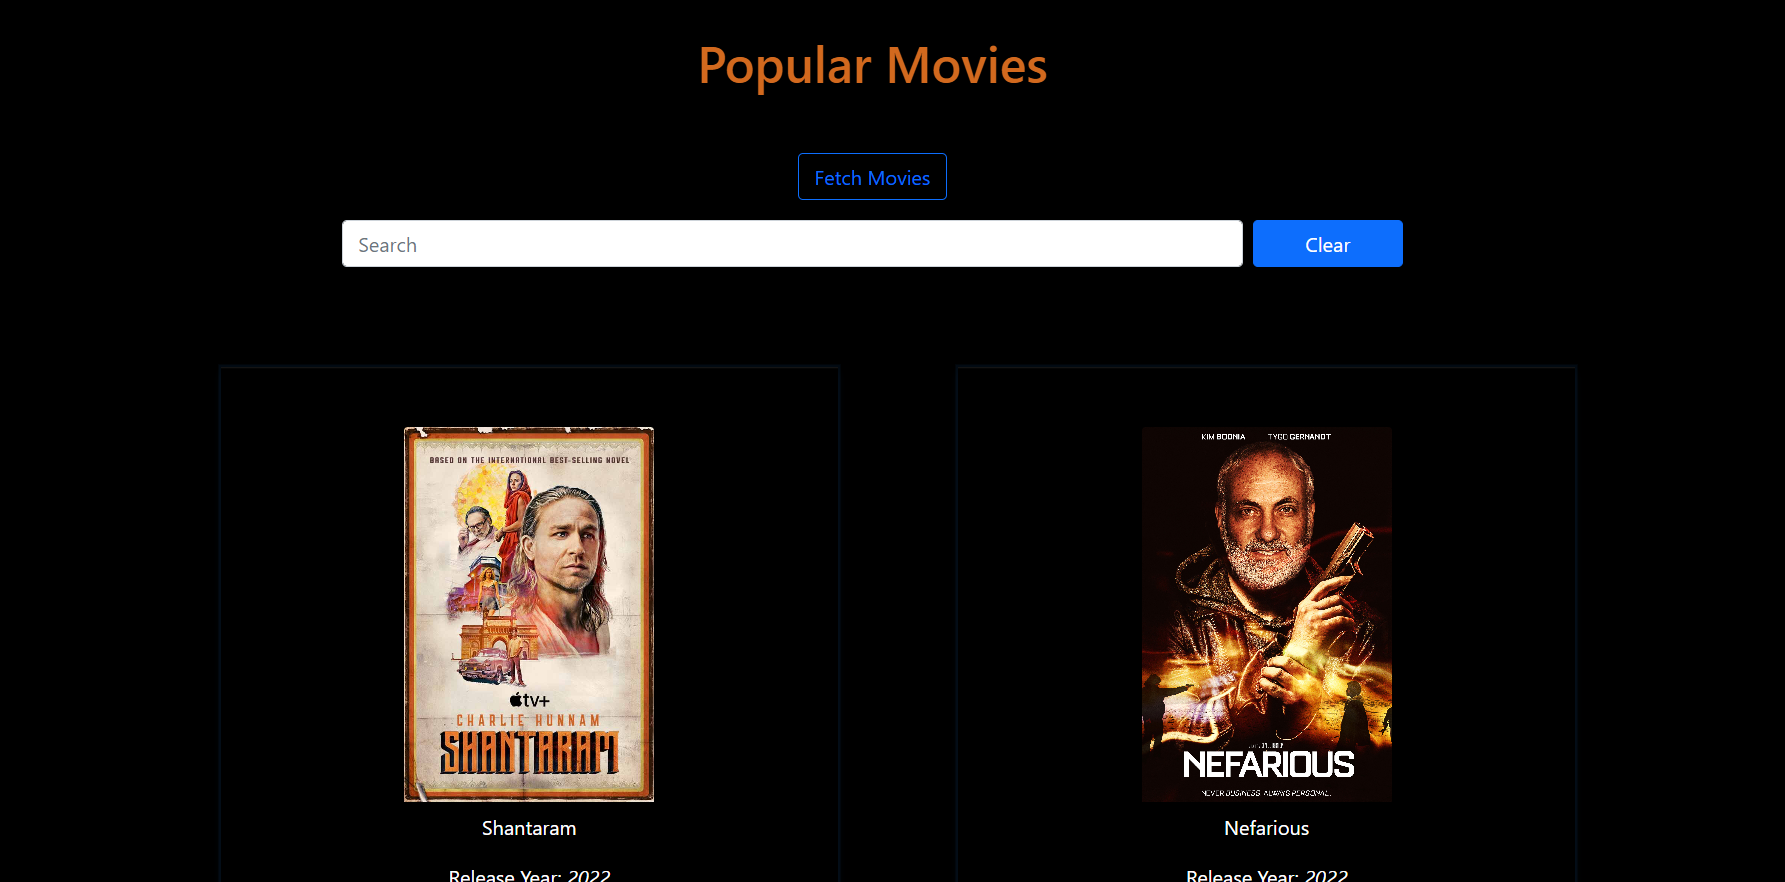 Popular Movies
Fetch Movies
Search
Clear
BASED ON THE INTERNATIONAL BEST-SELLING NOVEL
tv+
CHARLIE HUNNAM
SHANTARAM
Shantaram
Release Year: 2022
KIM BODNIA TYGO GERNANDT
NEFARIOUS
NEVER BUSINESS. ALWAYS PERSONAL.
Nefarious
Release Year: 2022